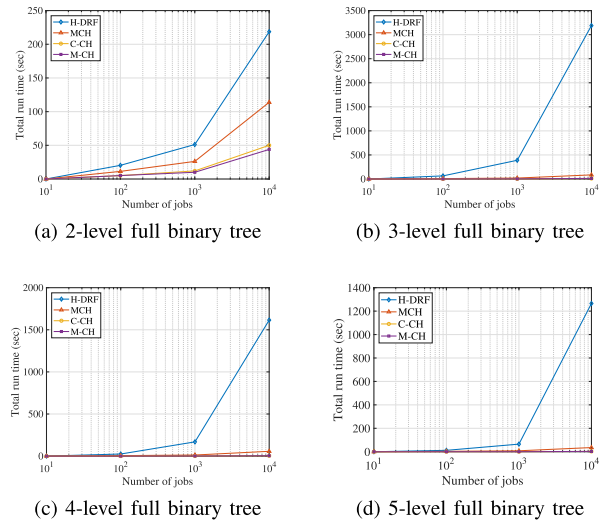 250
200
150
100
50
0
Total run time (sec)
H-DRF
MCH
C-CH
M-CH
10^1 10^2 10^3 10^4
Number of jobs
(a) 2-level full binary tree
3500
3000
2500
2000
1500
1000
500
0
Total run time (sec)
H-DRF
MCH
C-CH
M-CH
10^1 10^2 10^3 10^4
Number of jobs
(b) 3-level full binary tree
2000
1500
1000
500
0
Total run time (sec)
H-DRF
MCH
C-CH
M-CH
10^1 10^2 10^3 10^4
Number of jobs
(c) 4-level full binary tree
1400
1200
1000
800
600
400
200
0
Total run time (sec)
H-DRF
MCH
C-CH
M-CH
10^1 10^2 10^3 10^4
Number of jobs
(d) 5-level full binary tree